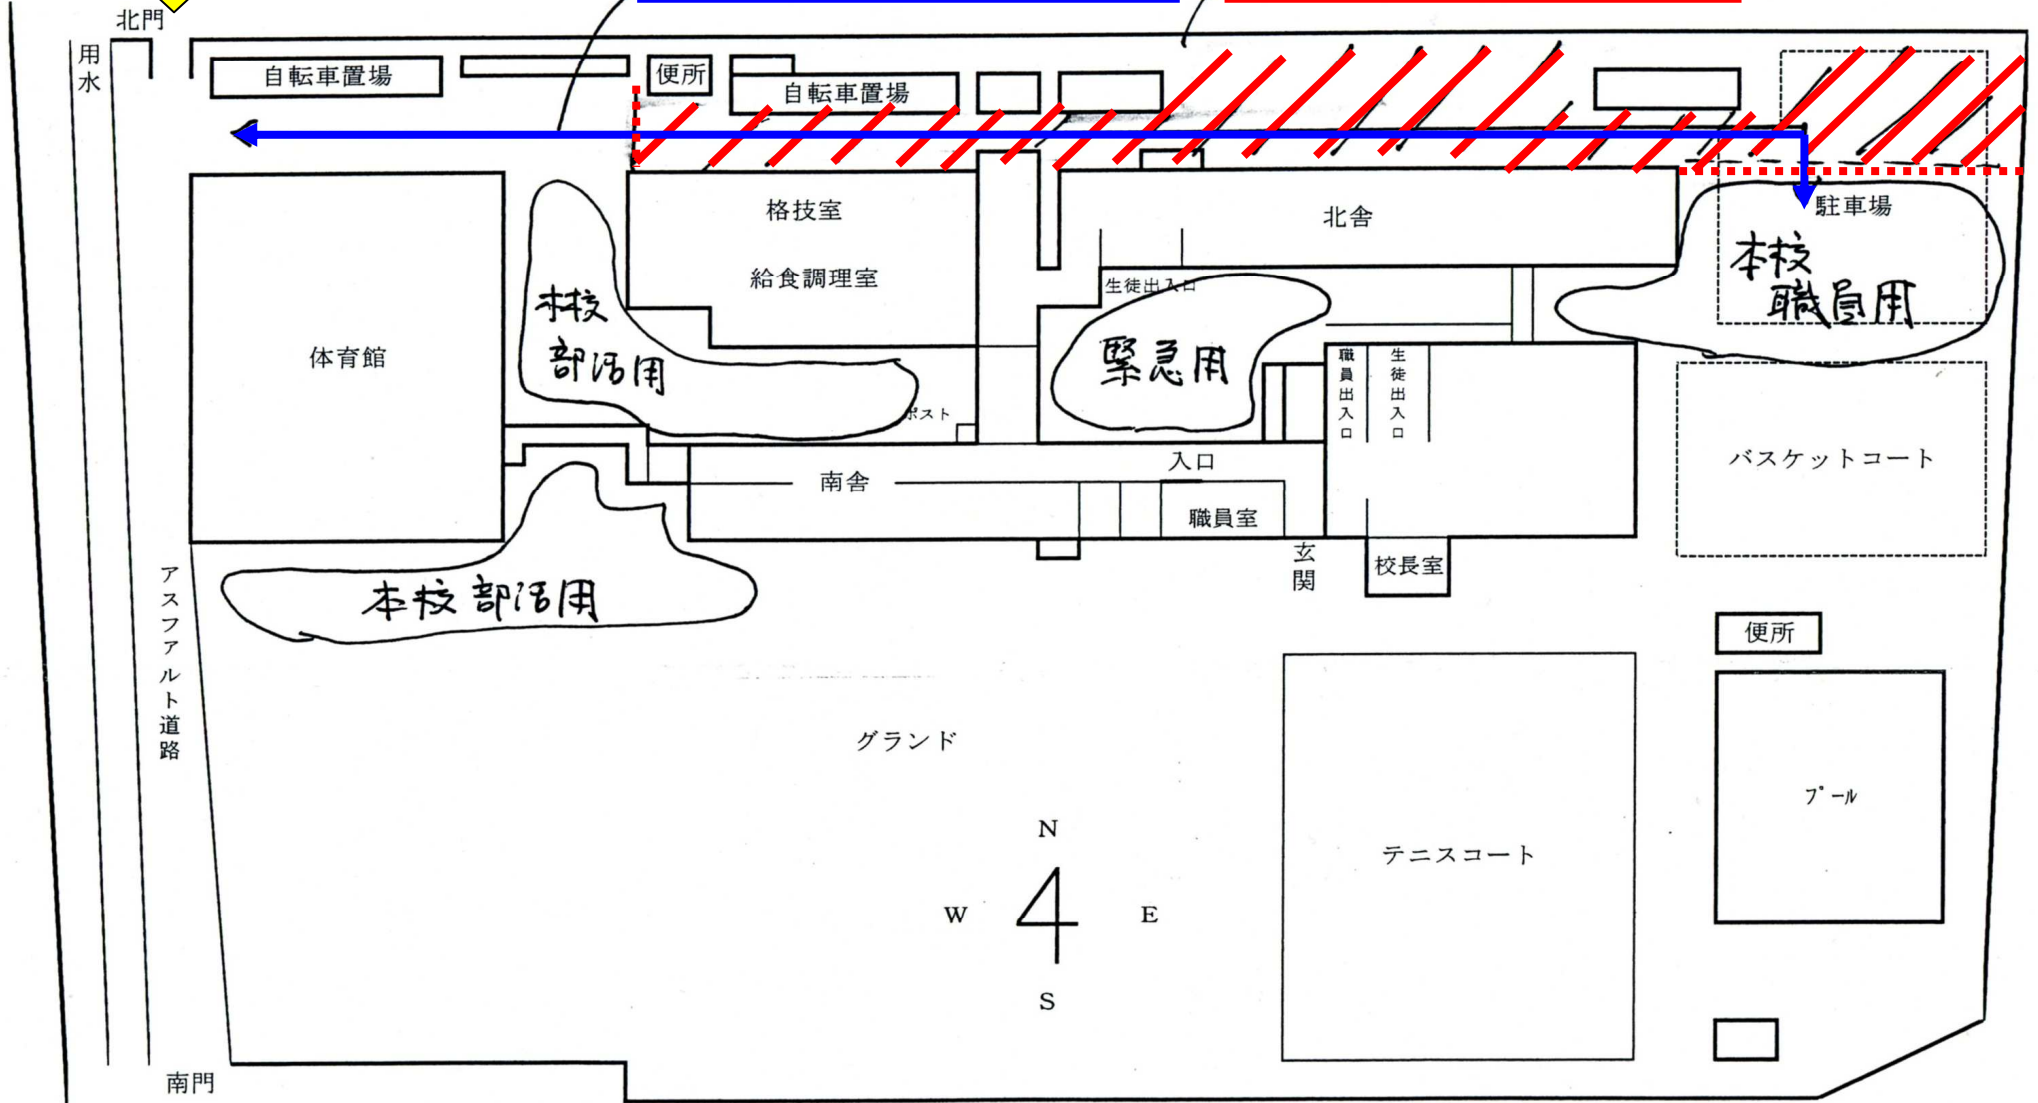 北門
用水
自転車置場
便所
自転車置場
格技室
給食調理室
北舎
駐車場
本校
職員用
生徒出入口
本校
部活用
緊急用
体育館
職員出入口
生徒出入口
ポスト
バスケットコート
南舎
入口
職員室
玄関
校長室
本校部活用
アスファルト道路
便所
グランド
プール
テニスコート
N
W
E
S
南門